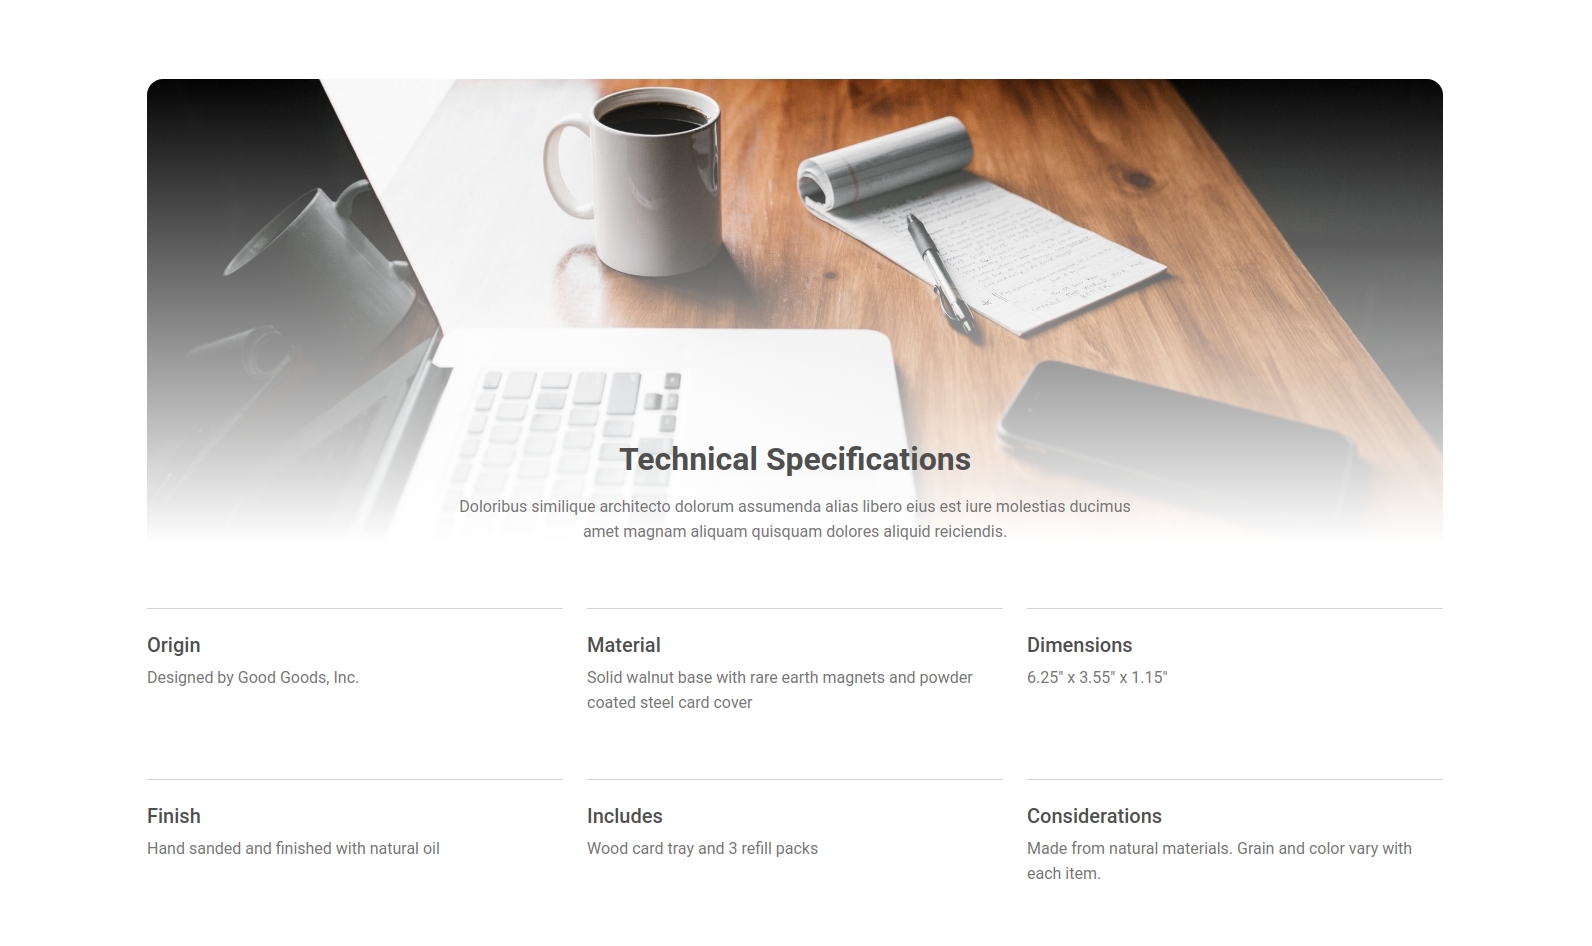 Technical Specifications
Doloribus similique architecto dolorum assumenda alias libero eius est iure molestias ducimus
amet magnam aliquam quisquam dolores aliquid reiciendis.
Origin
Designed by Good Goods, Inc.
Material
Solid walnut base with rare earth magnets and powder
coated steel card cover
Dimensions
6.25" x 3.55" x 1.15"
Finish
Hand sanded and finished with natural oil
Includes
Wood card tray and 3 refill packs
Considerations
Made from natural materials. Grain and color vary with
each item.